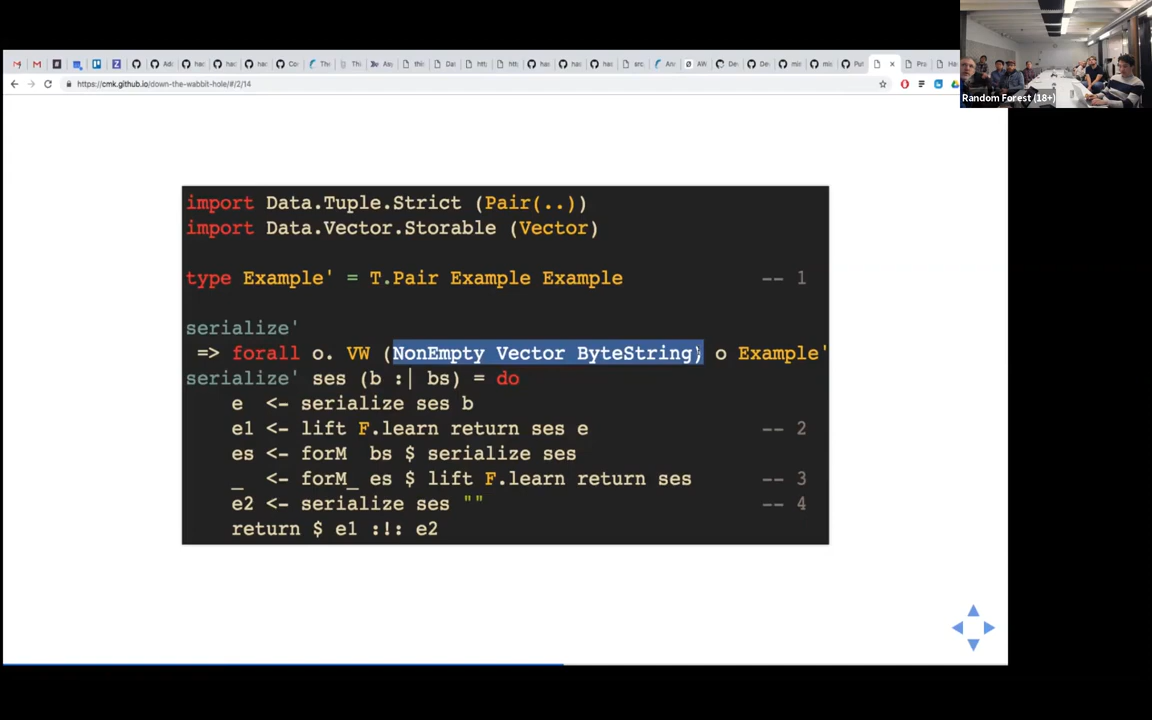 https://cmk.github.io/down-the-wabbit-hole/#/2/14
Random Forest (18+)
import Data.Tuple.Strict (Pair(..))
import Data.Vector.Storable (Vector)
type Example' = T.Pair Example Example -- 1
serialize'
=> forall o. VW (NonEmpty Vector ByteString) o Example'
serialize' ses (b :| bs) = do
e <- serialize ses b
e1 <- lift F.learn return ses e -- 2
es <- forM bs $ serialize ses
_ <- forM_ es $ lift F.learn return ses -- 3
e2 <- serialize ses "" -- 4
return $ e1 :!: e2